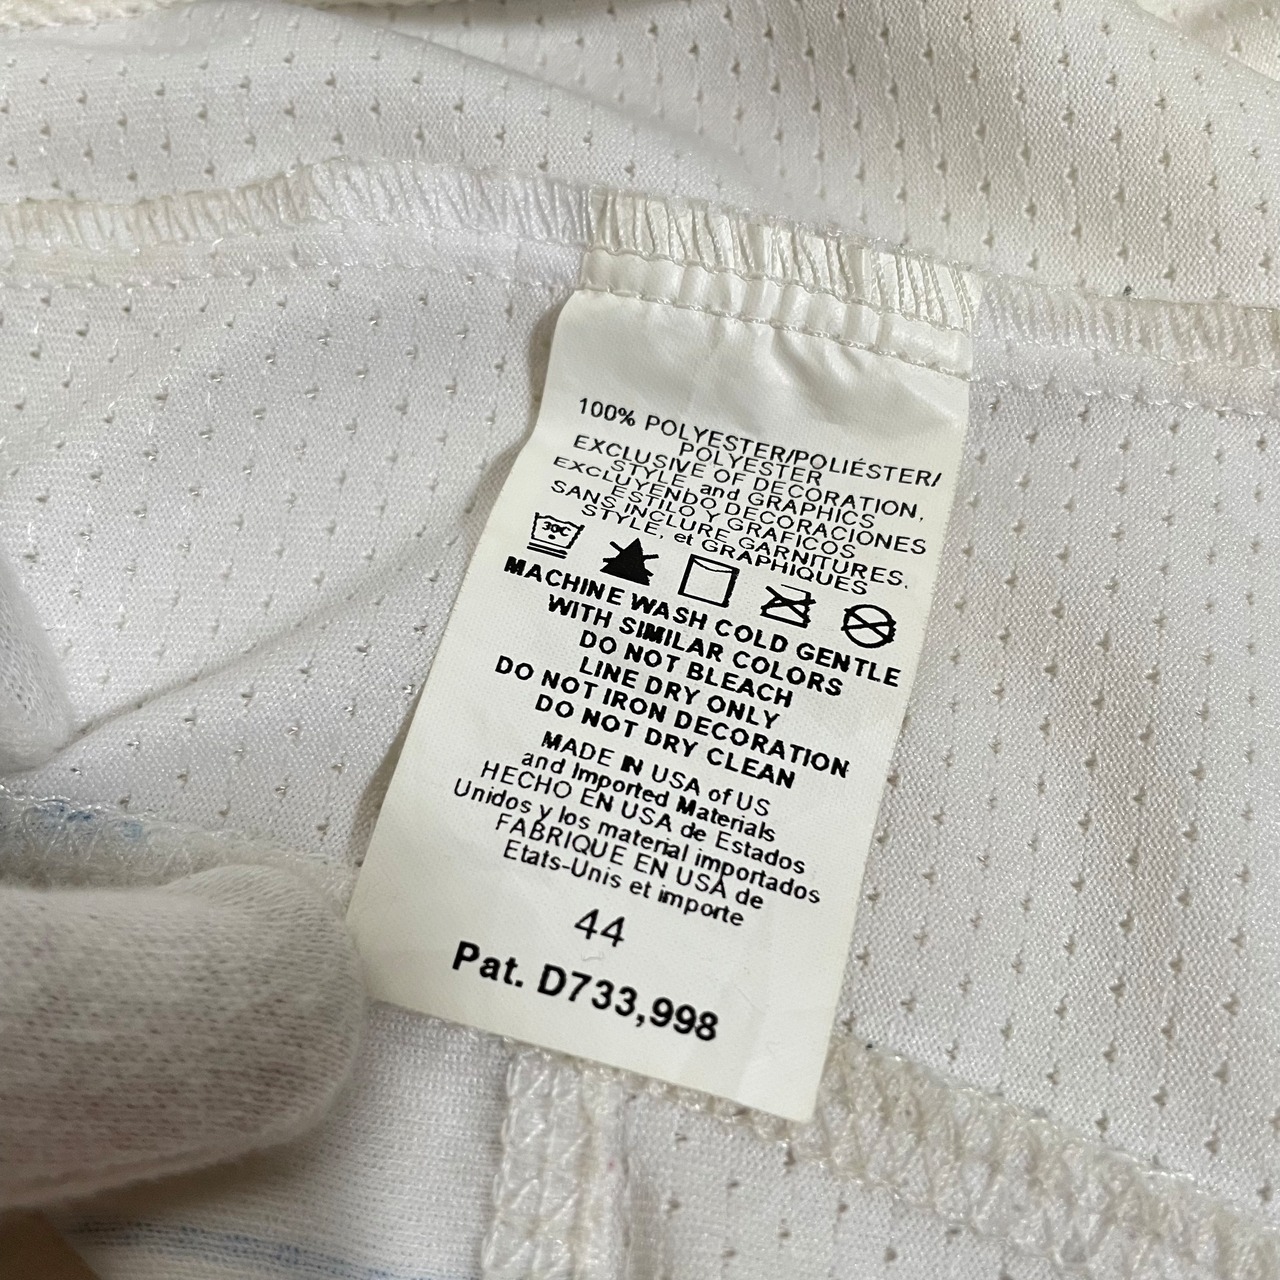 100% POLYESTER/POLIÉSTER/
POLYESTER
EXCLUSIVE OF DECORATION,
STYLE, and GRAPHICS
EXCLUYENDO DECORACIONES
ESTILO Y GRAFICOS
SANS INCLURE GARNITURES.
STYLE, et GRAPHIQUES
30C
MACHINE WASH COLD GENTLE
WITH SIMILAR COLORS
DO NOT BLEACH
LINE DRY ONLY
DO NOT IRON DECORATION
DO NOT DRY CLEAN
MADE IN USA of US
and Imported Materials
HECHO EN USA de Estados
Unidos y los material importados
FABRIQUE EN USA de
Etats-Unis et importe
44
Pat. D733,998